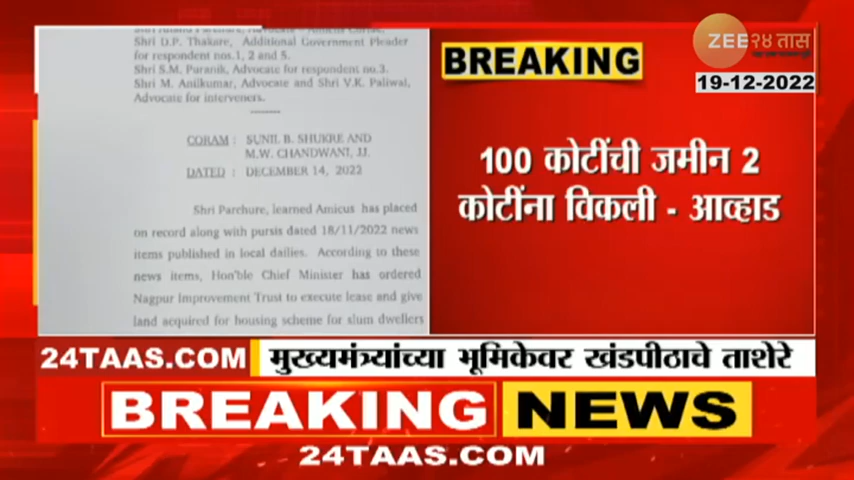 Shri D.P. Thakare, Additional Government Pleader
for respondent nos.1, 2 and 5.
Shri S.M. Puranik, Advocate for respondent no.3.
Shri M. Anilkumar, Advocate and Shri V.K. Paliwal,
Advocate for interveners.
CORAM : SUNIL B. SHUKRE AND
M.W. CHANDWANI, JJ.
DATED : DECEMBER 14, 2022
Shri Parchure, learned Amicus has placed
on record along with pursis dated 18/11/2022 news
items published in local dailies. According to these
news items, Hon'ble Chief Minister has ordered
Nagpur Improvement Trust to execute lease and give
land acquired for housing scheme for slum dwellers
BREAKING
ZEE २४ तास
19-12-2022
100 कोटींची जमीन 2
कोटींना विकली - आव्हाड
24TAAS.COM
मुख्यमंत्र्यांच्या भूमिकेवर खंडपीठाचे ताशेरे
BREAKING NEWS
24TAAS.COM